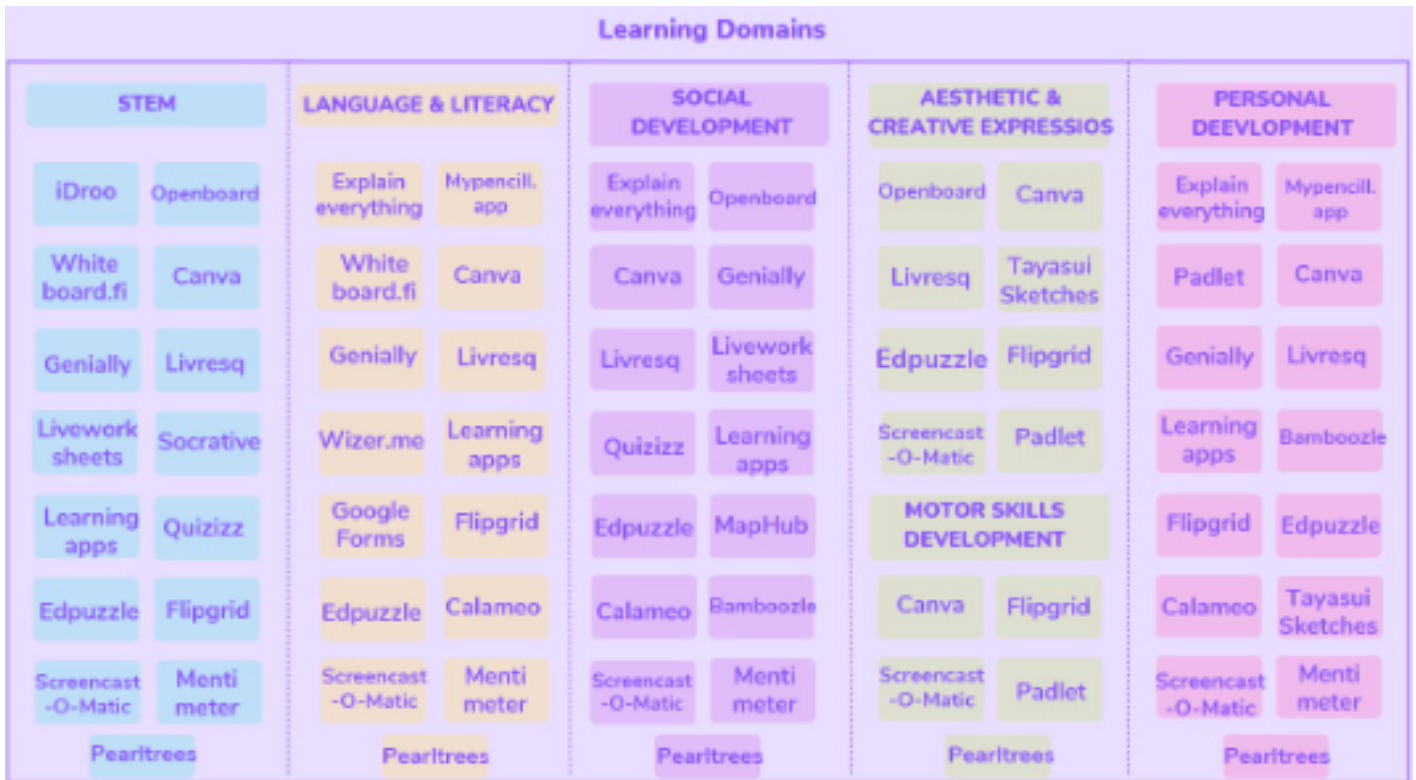 Learning Domains
STEM
iDroo Openboard
White
board.fi
Canva
Genially Livresq
Livework
sheets
Socrative
Learning
apps
Quizizz
Edpuzzle Flipgrid
Screencast
-O-Matic
Menti
meter
Pearltrees
LANGUAGE & LITERACY
Explain
everything
Mypencill.
app
White
board.fi
Canva
Genially Livresq
Wizer.me
Learning
apps
Google
Forms
Flipgrid
Edpuzzle Calameo
Screencast
-O-Matic
Menti
meter
Pearltrees
SOCIAL
DEVELOPMENT
Explain
everything
Openboard
Canva Genially
Livresq
Livework
sheets
Quizizz
Learning
apps
Edpuzzle MapHub
Calameo Bamboozle
Screencast
-O-Matic
Menti
meter
Pearltrees
AESTHETIC &
CREATIVE EXPRESSIOS
Openboard Canva
Livresq
Tayasui
Sketches
Edpuzzle Flipgrid
Screencast
-O-Matic
Padlet
MOTOR SKILLS
DEVELOPMENT
Canva Flipgrid
Screencast
-O-Matic
Padlet
Pearltrees
PERSONAL
DEEVLOPMENT
Explain
everything
Mypencill.
app
Padlet Canva
Genially Livresq
Learning
apps
Bamboozle
Flipgrid Edpuzzle
Calameo
Tayasui
Sketches
Screencast
-O-Matic
Menti
meter
Pearltrees